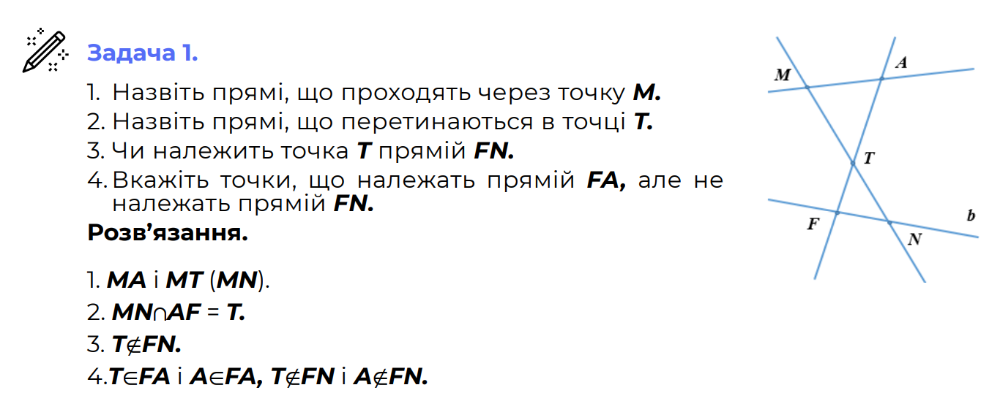 Задача 1.
1. Назвіть прямі, що проходять через точку M.
2. Назвіть прямі, що перетинаються в точці T.
3. Чи належить точка T прямій FN.
4. Вкажіть точки, що належать прямій FA, але не
належать прямій FN.
Розв’язання.
1. MA і MT (MN).
2. MN∩AF = T.
3. T∉FN.
4.T∈FA і A∈FA, T∉FN і A∉FN.
M
A
T
F
N
b